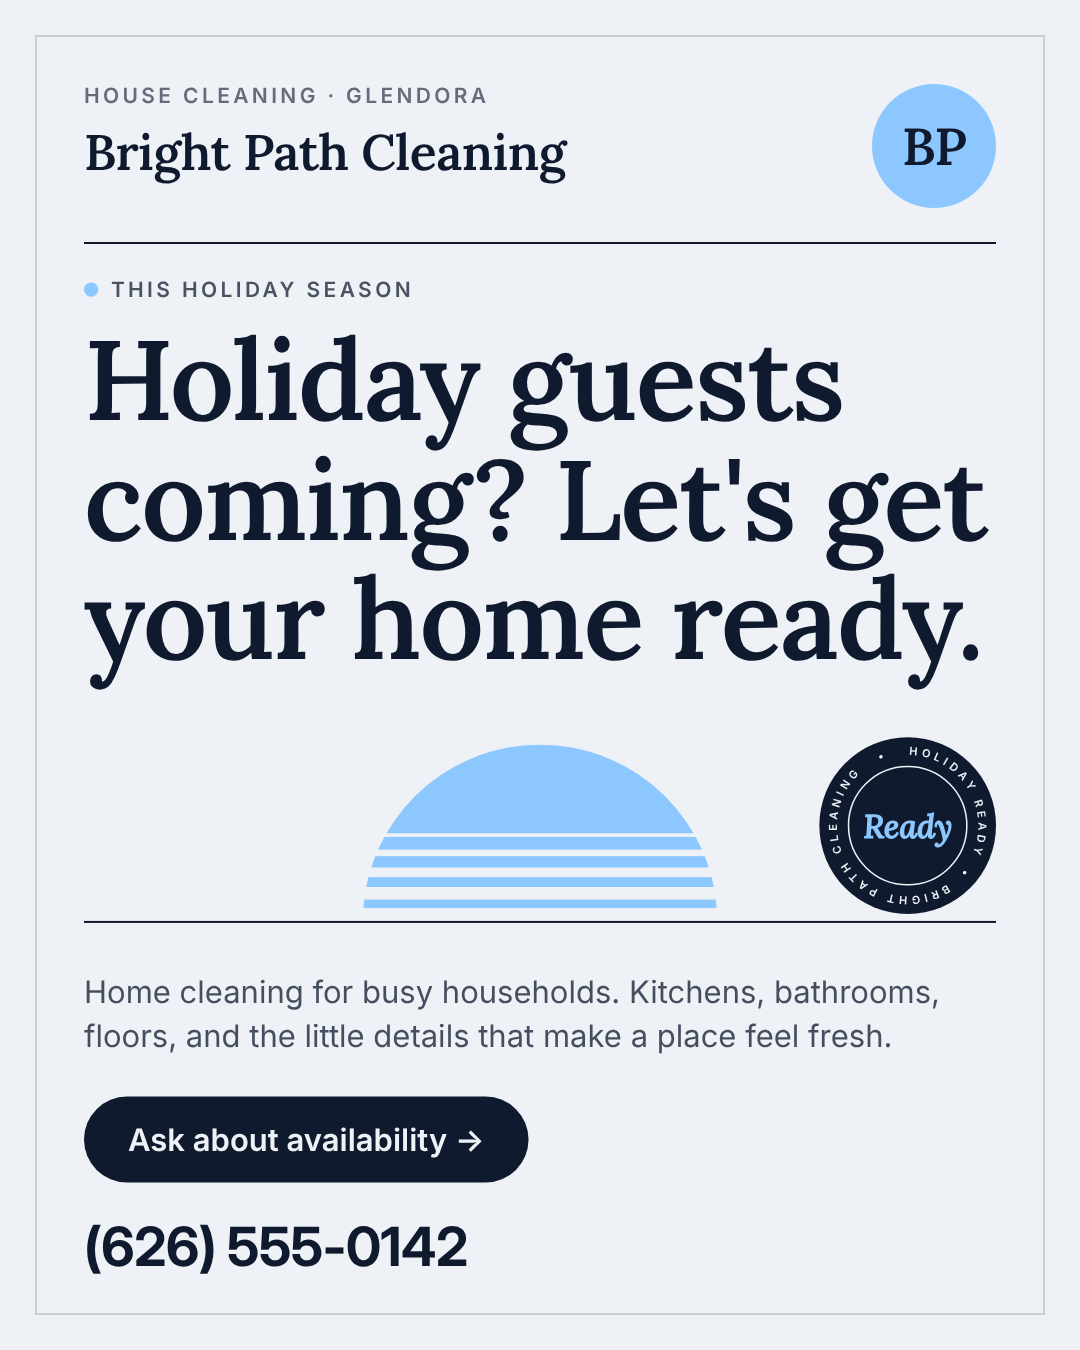 HOUSE CLEANING · GLENDORA
Bright Path Cleaning
BP
THIS HOLIDAY SEASON
Holiday guests
coming? Let's get
your home ready.
HOLIDAY READY • BRIGHT PATH CLEANING •
Ready
Home cleaning for busy households. Kitchens, bathrooms,
floors, and the little details that make a place feel fresh.
Ask about availability →
(626) 555-0142